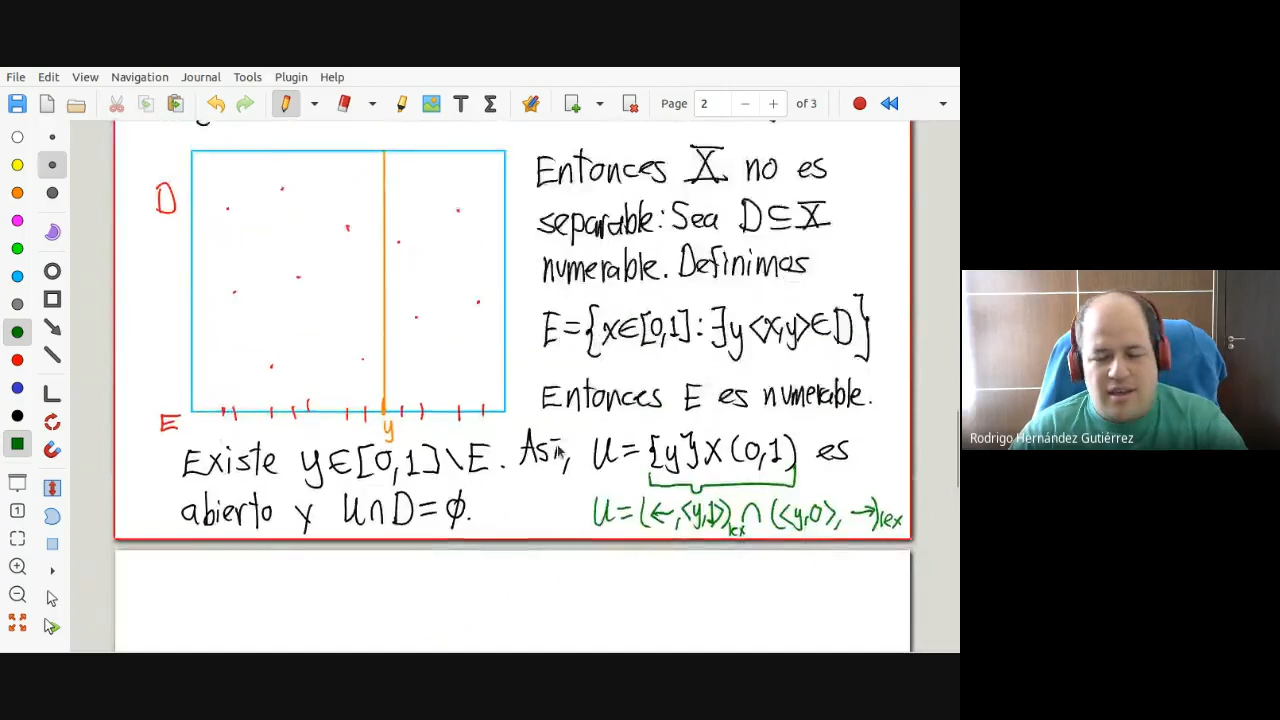 File Edit View Navigation Journal Tools Plugin Help
Page 2 of 3
D
E
y
Entonces X no es
separable: Sea D ⊆ X
numerable. Definimos
E = {x∈[0,1] : ∃y <x,y>∈D}
Entonces E es numerable.
Existe y∈[0,1]\E. Así, U = {y}×(0,1) es
abierto y U∩D = ∅.
U = (←,<y,1>)lex ∩ (<y,0>,→)lex
Rodrigo Hernández Gutiérrez